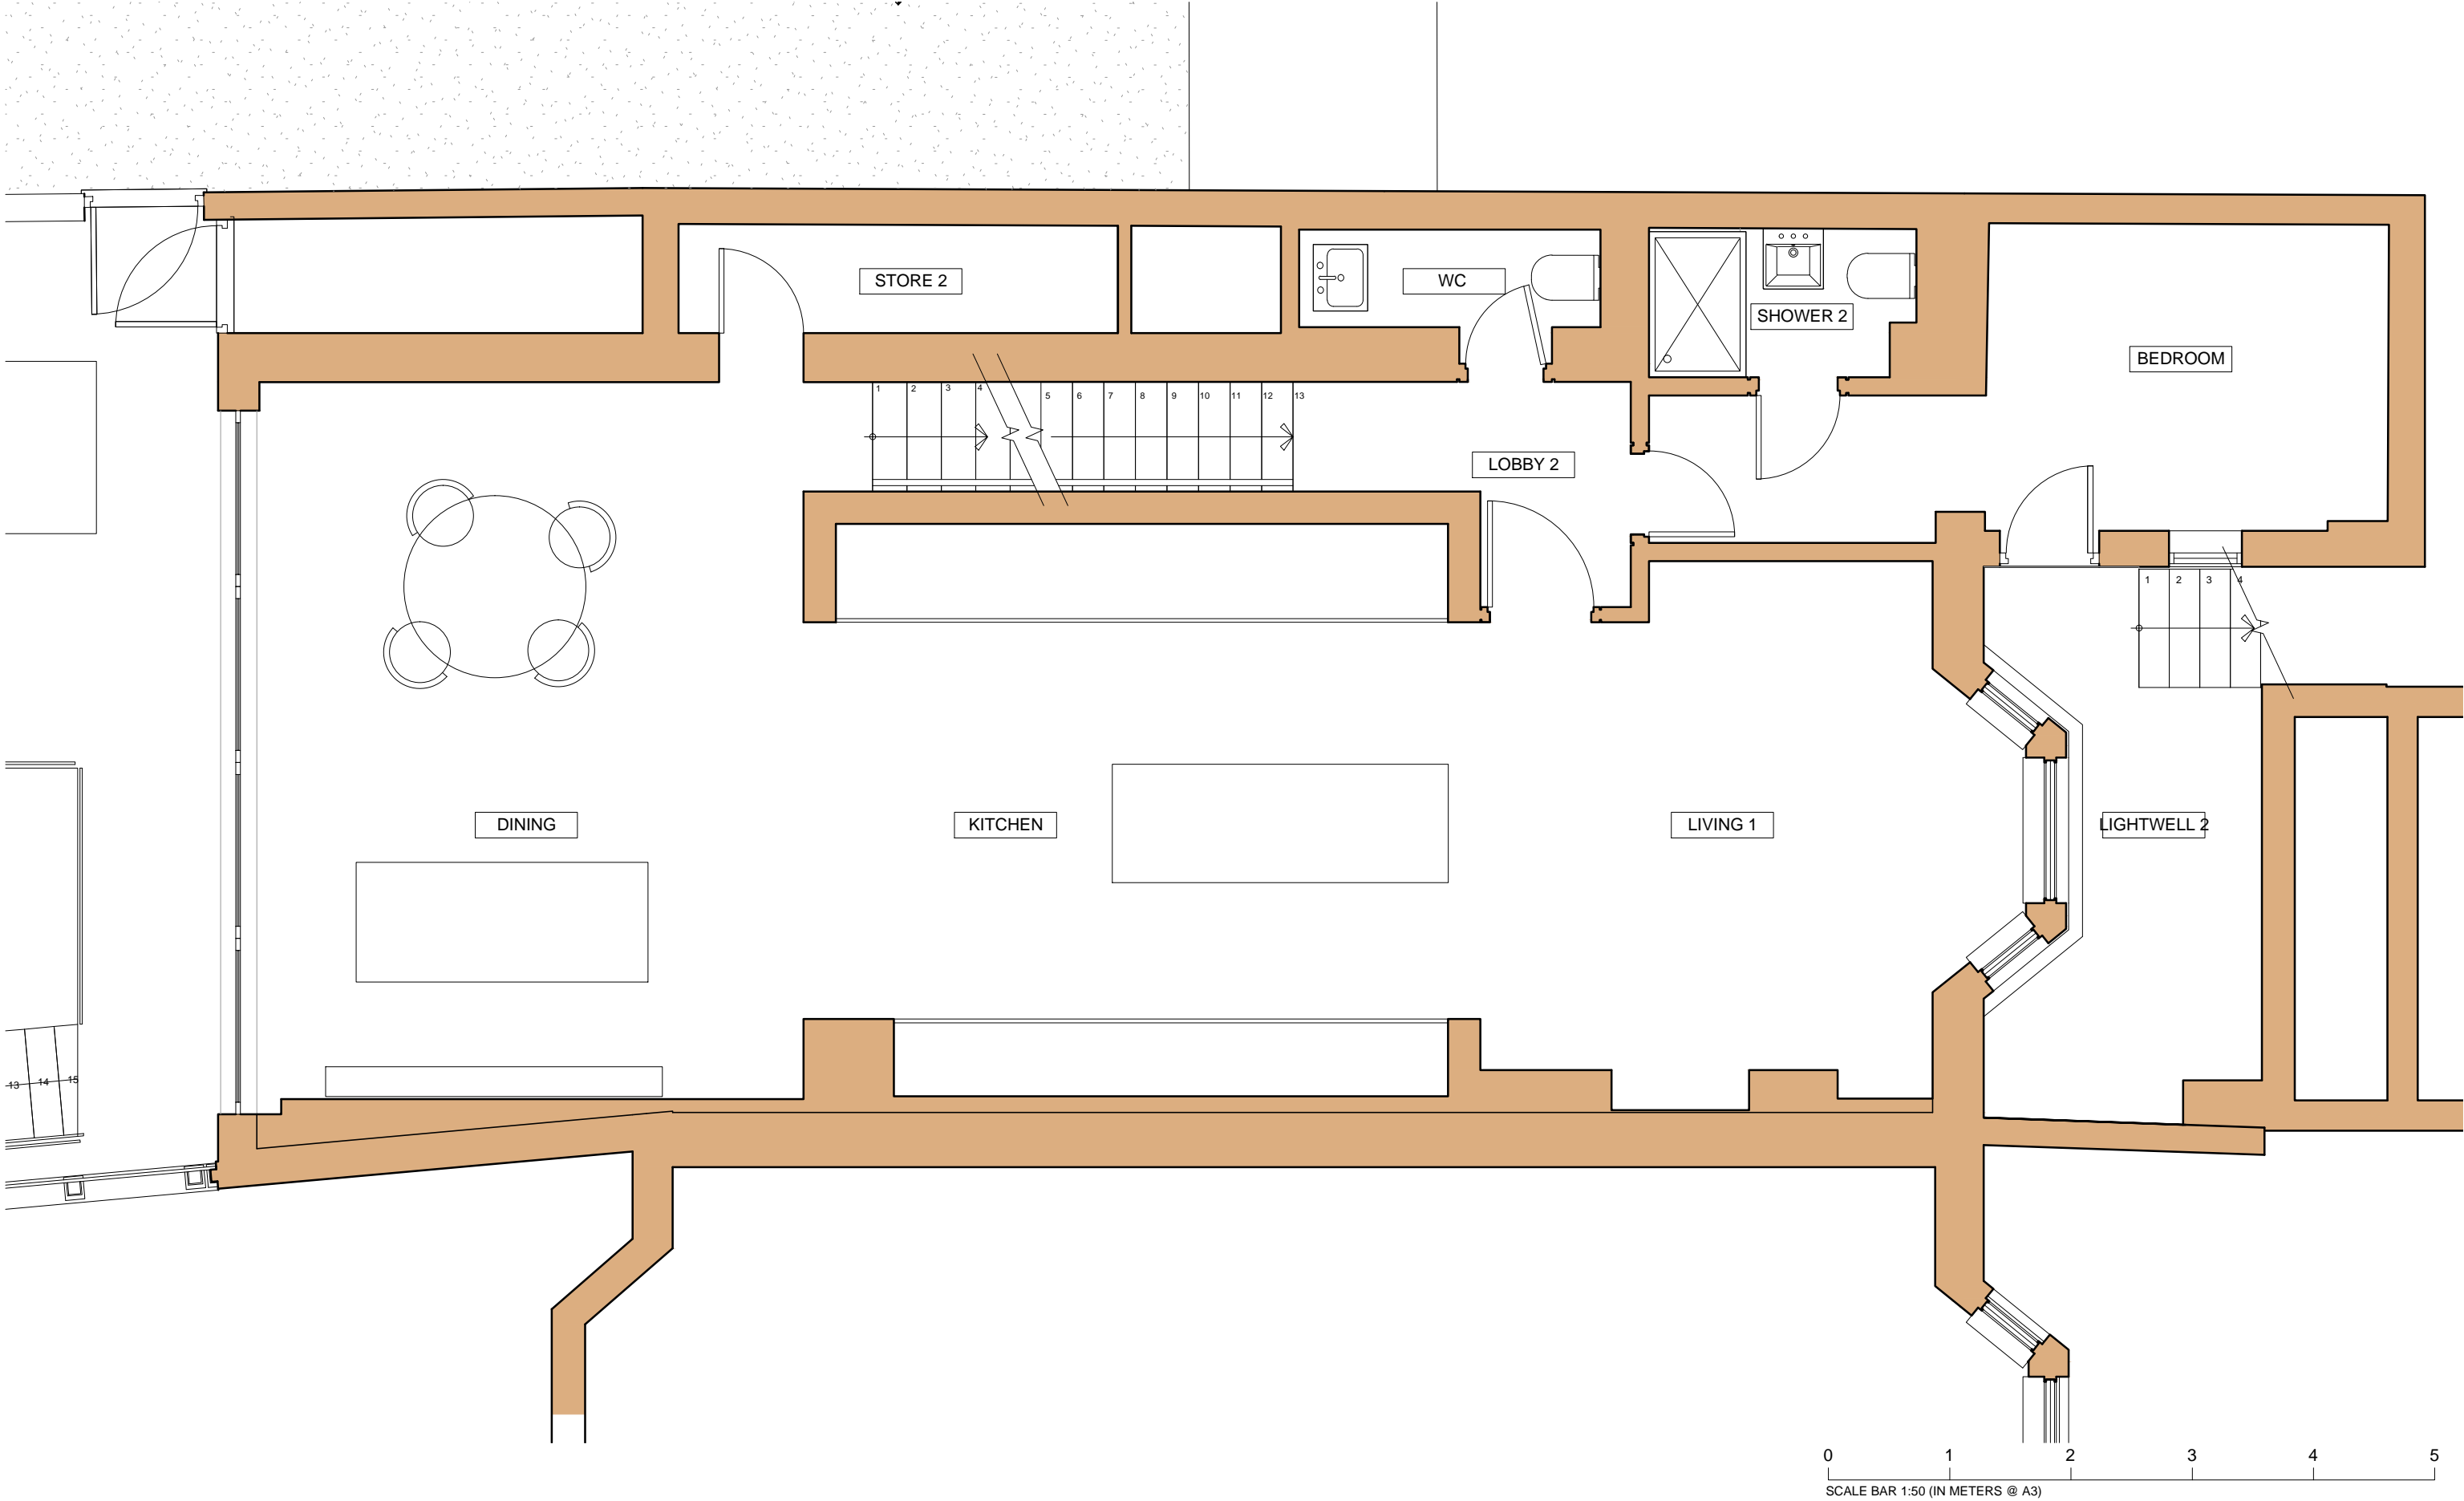 STORE 2
WC
SHOWER 2
BEDROOM
1 2 3 4 5 6 7 8 9 10 11 12 13
LOBBY 2
1 2 3 4
DINING
KITCHEN
LIVING 1
LIGHTWELL 2
13 14 15
0 1 2 3 4 5
SCALE BAR 1:50 (IN METERS @ A3)